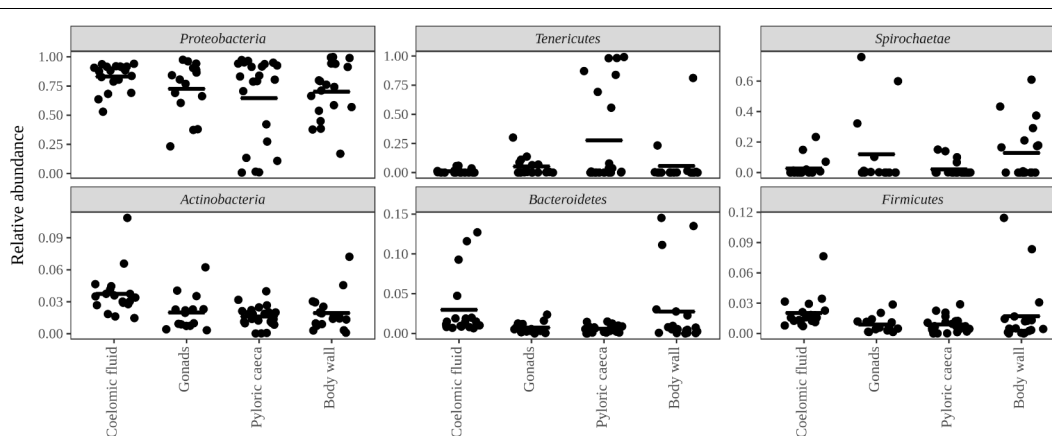 Proteobacteria
Tenericutes
Spirochaetae
1.00
0.75
0.50
0.25
0.00
1.00
0.75
0.50
0.25
0.00
0.6
0.4
0.2
0.0
Relative abundance
Actinobacteria
Bacteroidetes
Firmicutes
0.09
0.06
0.03
0.00
0.15
0.10
0.05
0.00
0.12
0.09
0.06
0.03
0.00
Coelomic fluid
Gonads
Pyloric caeca
Body wall
Coelomic fluid
Gonads
Pyloric caeca
Body wall
Coelomic fluid
Gonads
Pyloric caeca
Body wall